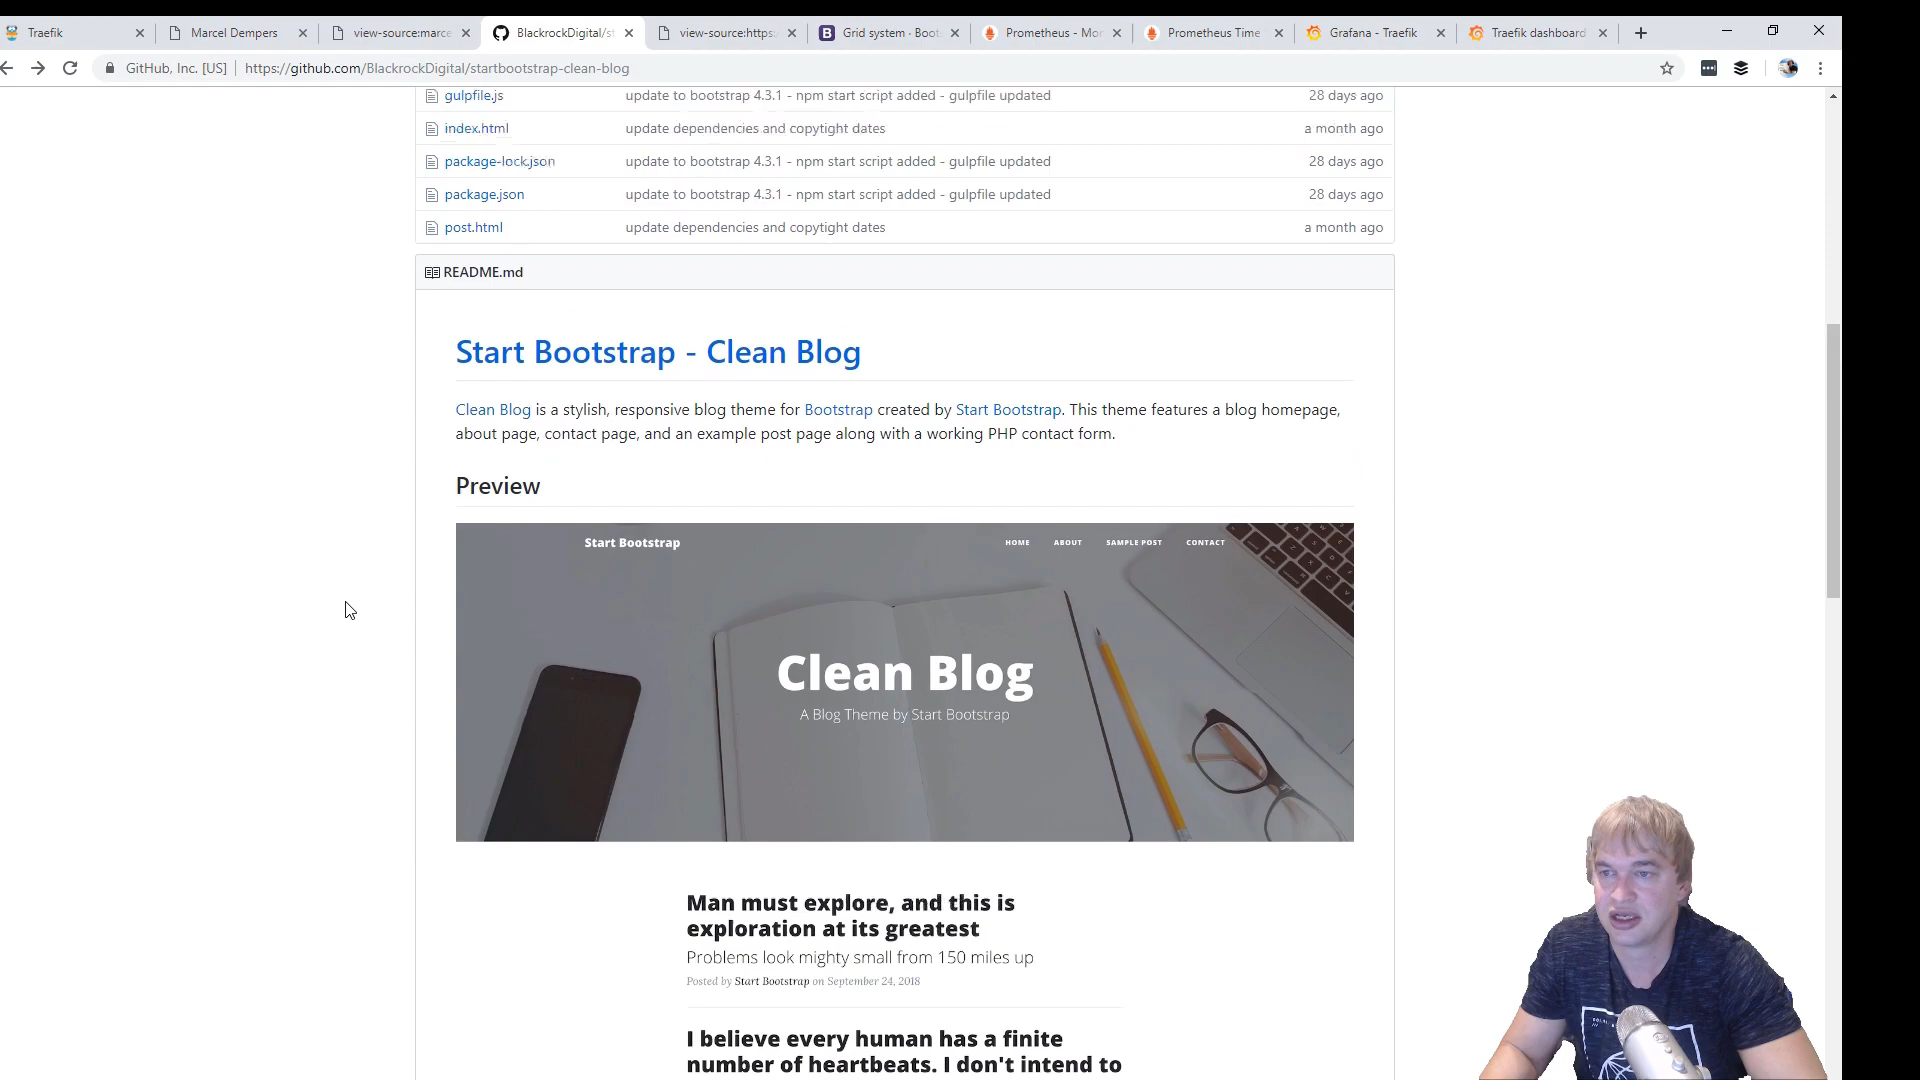 Traefik
Marcel Dempers
view-source:marce
BlackrockDigital/st
view-source:https:
Grid system · Boot
Prometheus - Mon
Prometheus Time
Grafana - Traefik
Traefik dashboard
GitHub, Inc. [US] | https://github.com/BlackrockDigital/startbootstrap-clean-blog
gulpfile.js update to bootstrap 4.3.1 - npm start script added - gulpfile updated 28 days ago
index.html update dependencies and copytight dates a month ago
package-lock.json update to bootstrap 4.3.1 - npm start script added - gulpfile updated 28 days ago
package.json update to bootstrap 4.3.1 - npm start script added - gulpfile updated 28 days ago
post.html update dependencies and copytight dates a month ago
README.md
Start Bootstrap - Clean Blog
Clean Blog is a stylish, responsive blog theme for Bootstrap created by Start Bootstrap. This theme features a blog homepage,
about page, contact page, and an example post page along with a working PHP contact form.
Preview
Start Bootstrap HOME ABOUT SAMPLE POST CONTACT
Clean Blog
A Blog Theme by Start Bootstrap
Man must explore, and this is
exploration at its greatest
Problems look mighty small from 150 miles up
Posted by Start Bootstrap on September 24, 2018
I believe every human has a finite
number of heartbeats. I don't intend to